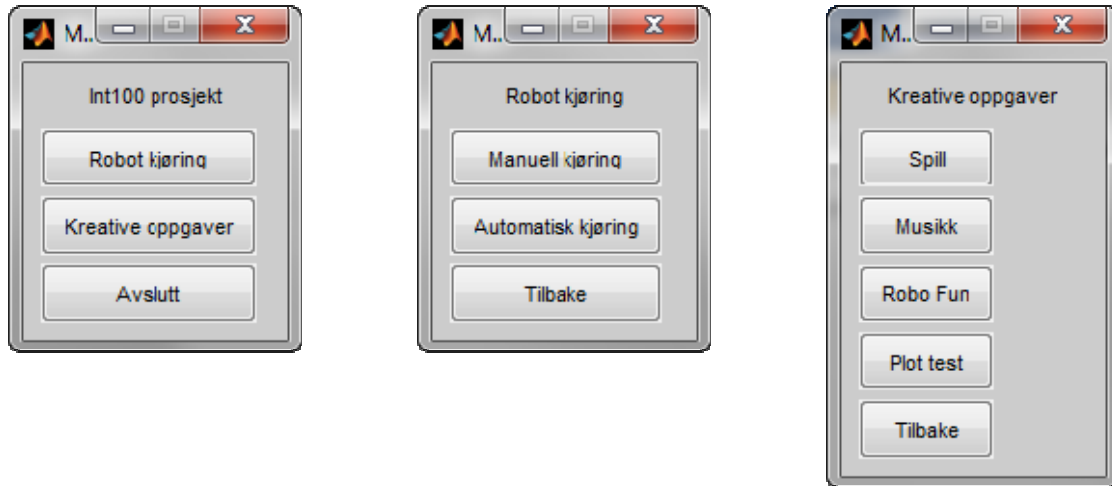 M..
Int100 prosjekt
Robot kjøring
Kreative oppgaver
Avslutt
M..
Robot kjøring
Manuell kjøring
Automatisk kjøring
Tilbake
M..
Kreative oppgaver
Spill
Musikk
Robo Fun
Plot test
Tilbake